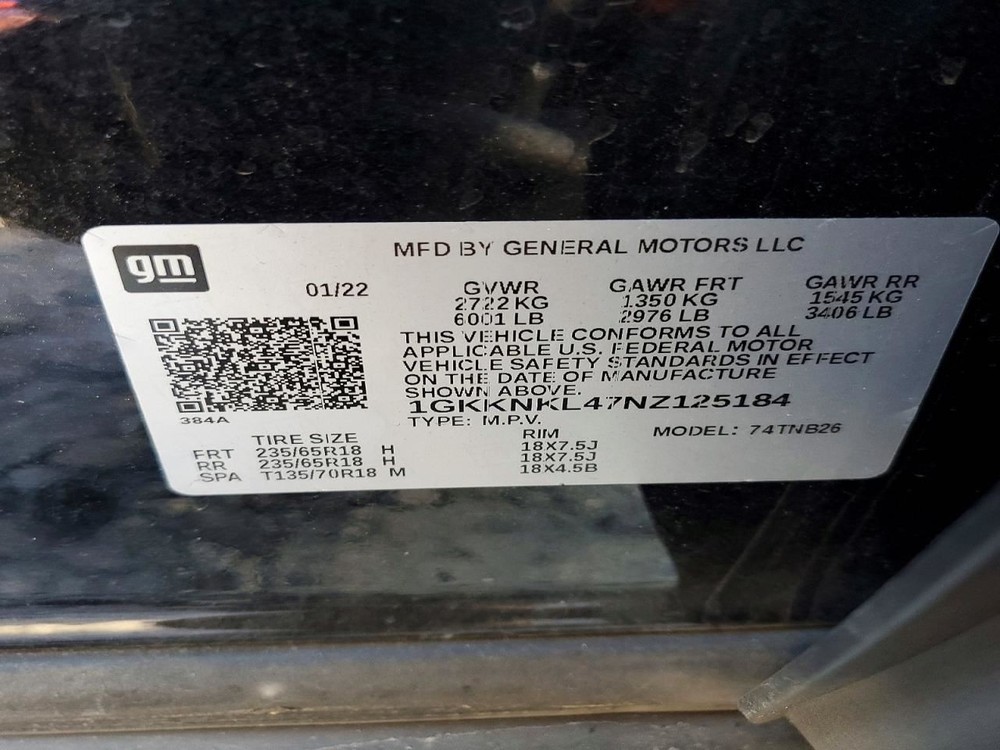 gm
MFD BY GENERAL MOTORS LLC
01/22
GVWR GAWR FRT GAWR RR
2722 KG 1350 KG 1545 KG
6001 LB 2976 LB 3406 LB
THIS VEHICLE CONFORMS TO ALL
APPLICABLE U.S. FEDERAL MOTOR
VEHICLE SAFETY STANDARDS IN EFFECT
ON THE DATE OF MANUFACTURE
SHOWN ABOVE.
1GKKNKL47NZ125184
384A
TYPE: M.P.V.
MODEL: 74TNB26
TIRE SIZE RIM
FRT 235/65R18 H 18X7.5J
RR 235/65R18 H 18X7.5J
SPA T135/70R18 M 18X4.5B